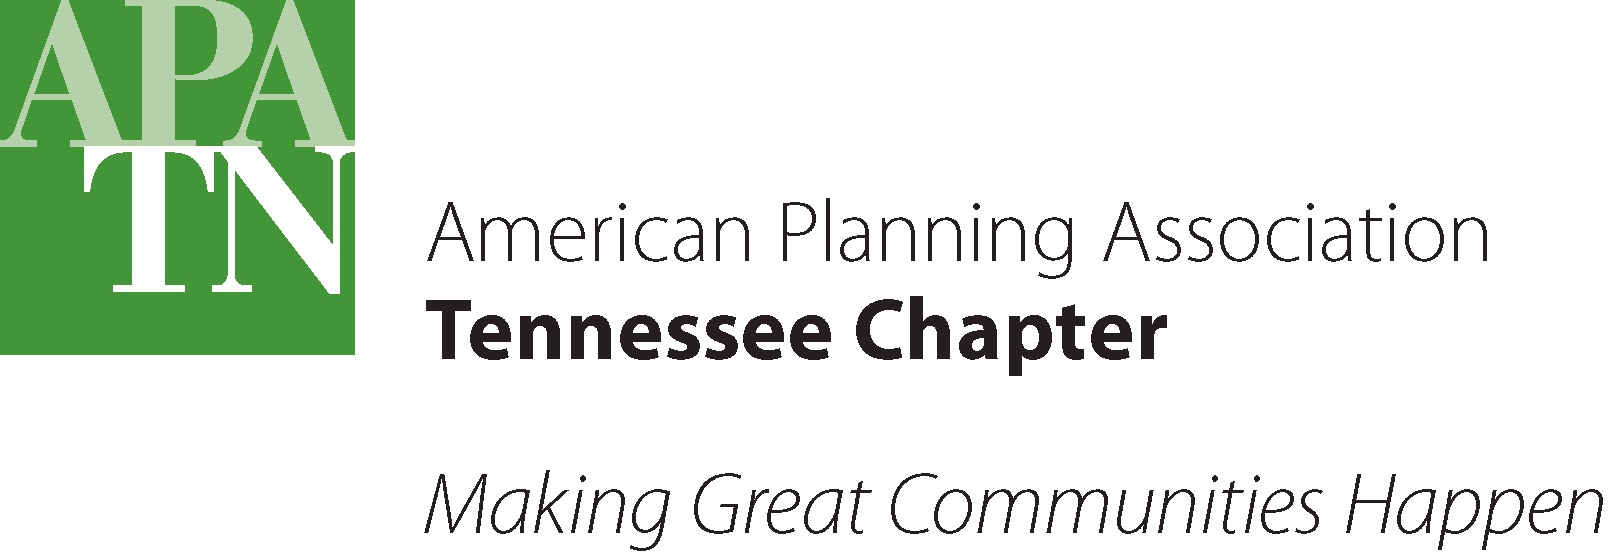 APA
TN
American Planning Association
Tennessee Chapter
Making Great Communities Happen